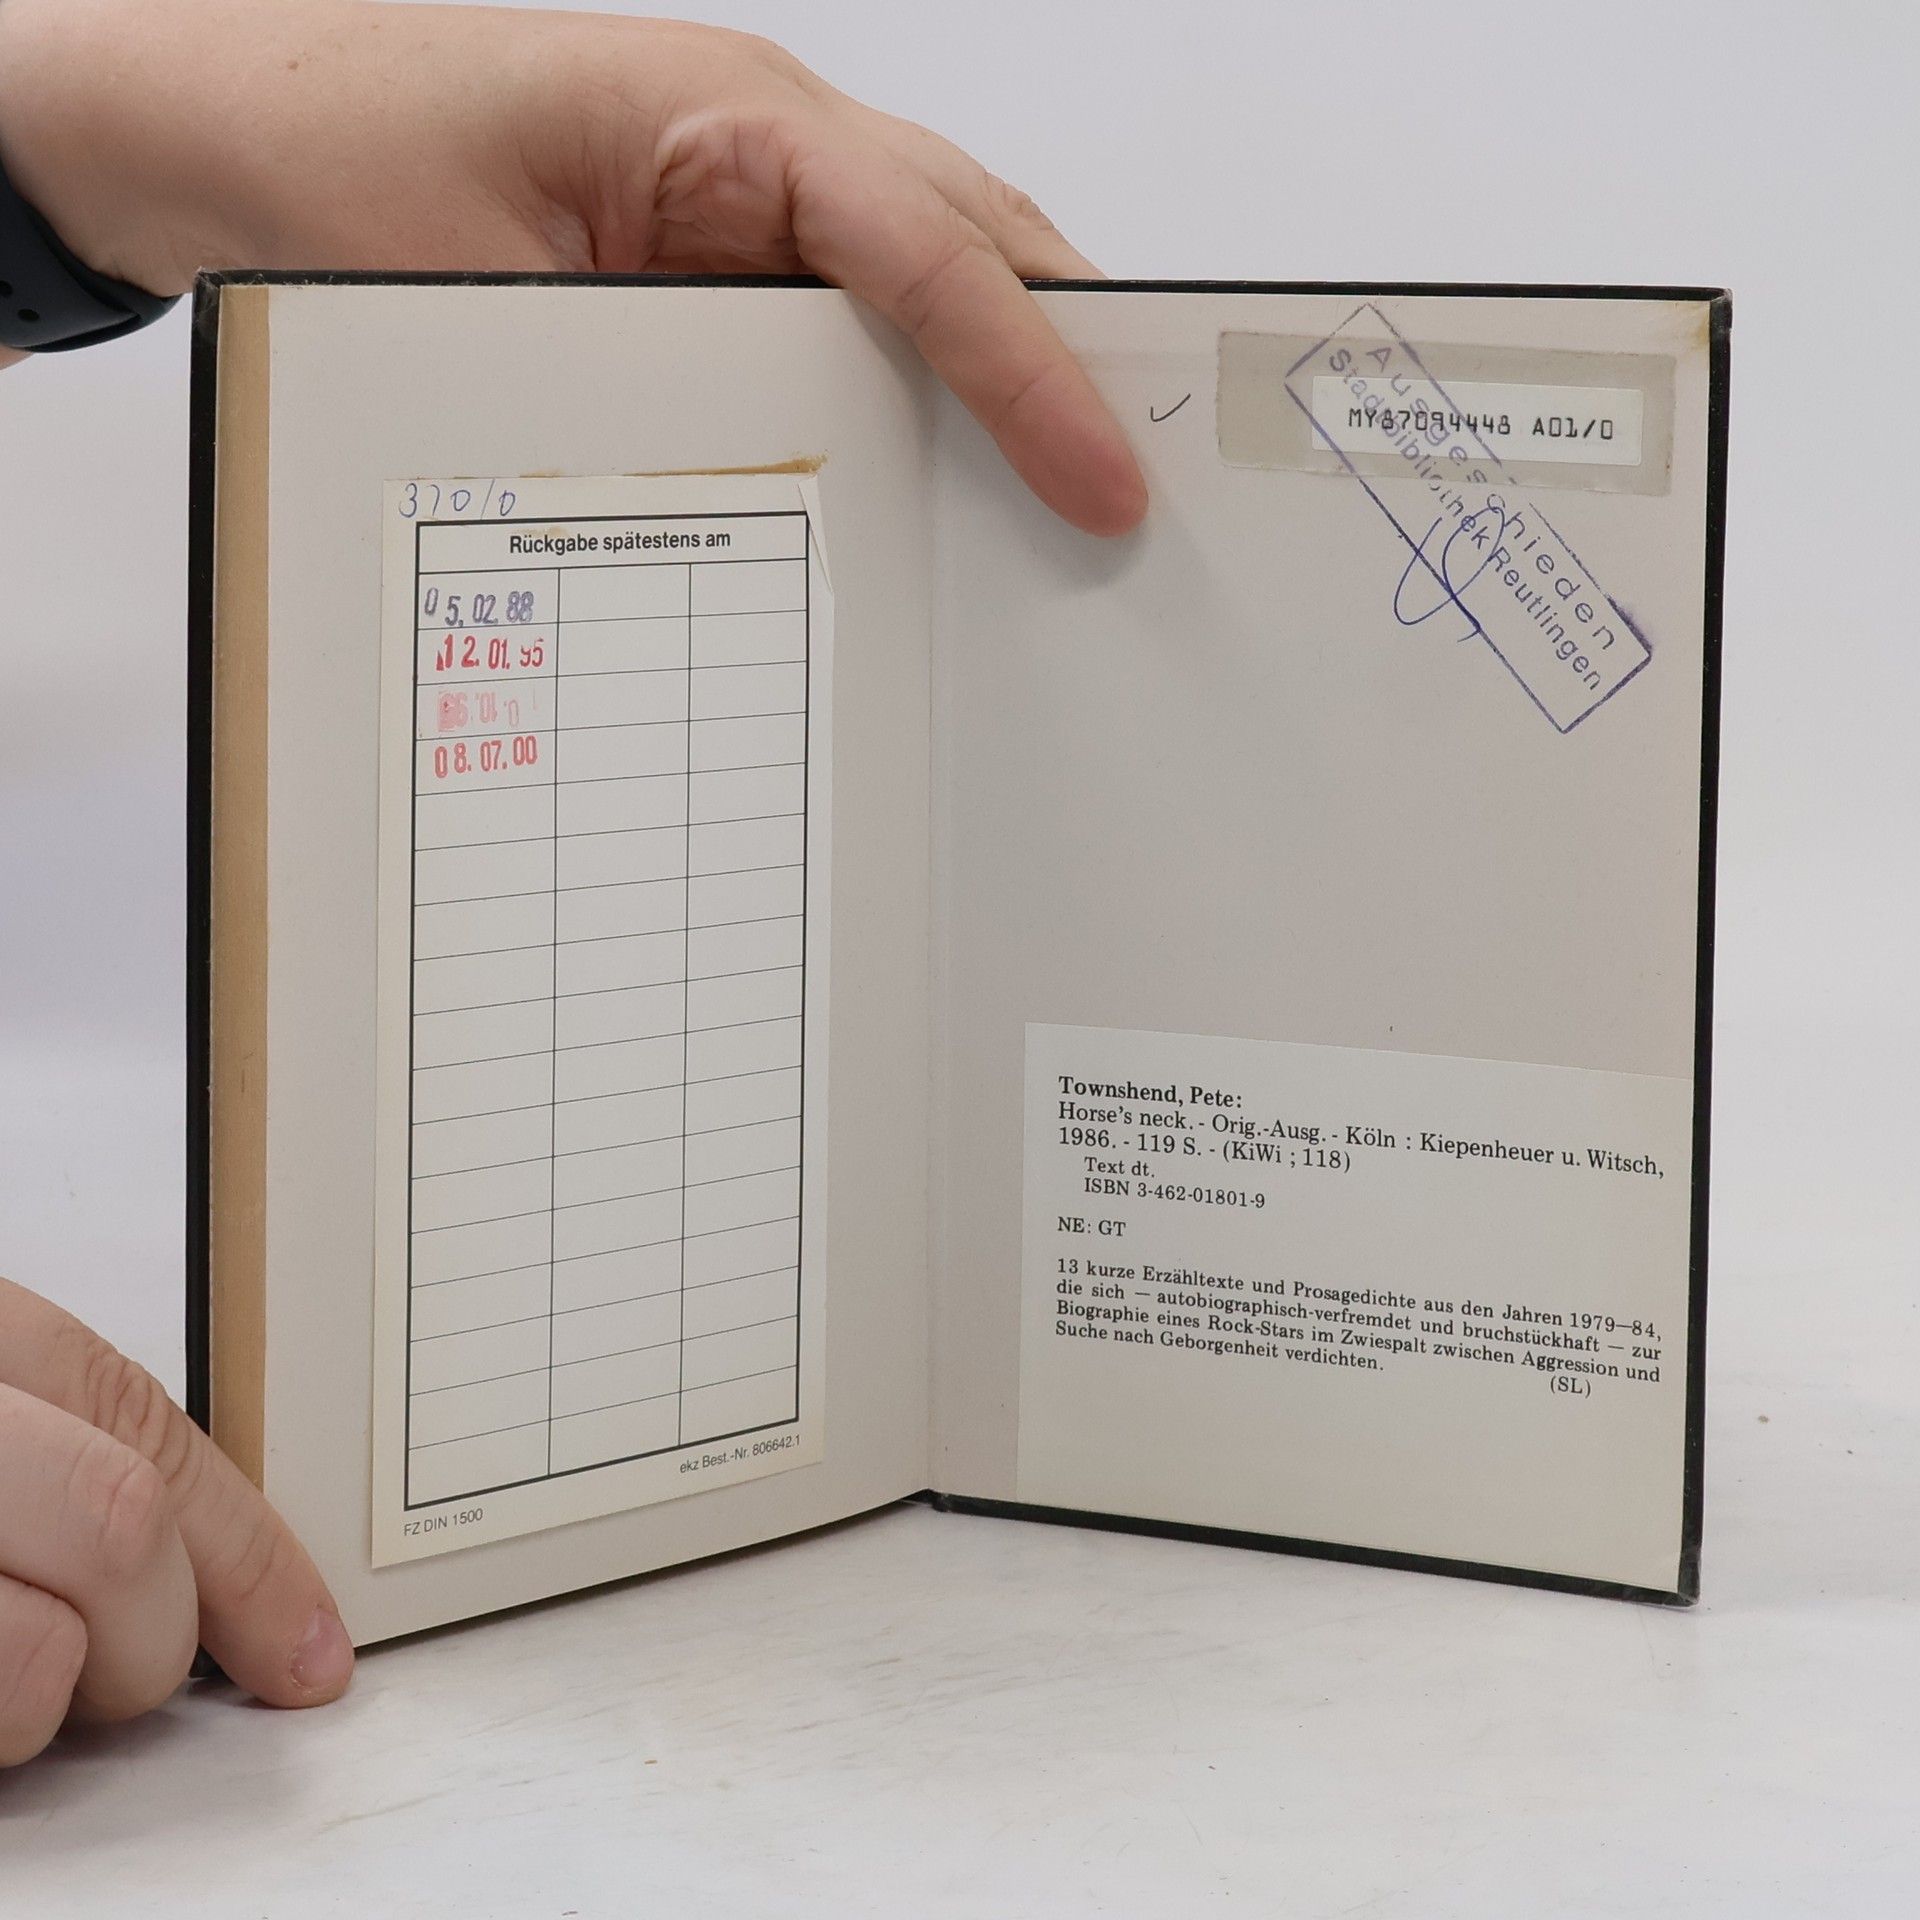 370/0
Rückgabe spätestens am
05.02.88
12.01.95
08.07.00
ekz Best.-Nr. 806642.1
FZ DIN 1500
MY87094448 A01/0
Ausgeschieden
Stadtbibliothek Reutlingen
Townshend, Pete:
Horse's neck. - Orig.-Ausg. - Köln : Kiepenheuer u. Witsch,
1986. - 119 S. - (KiWi ; 118)
Text dt.
ISBN 3-462-01801-9
NE: GT
13 kurze Erzähltexte und Prosagedichte aus den Jahren 1979—84,
die sich — autobiographisch-verfremdet und bruchstückhaft — zur
Biographie eines Rock-Stars im Zwiespalt zwischen Aggression und
Suche nach Geborgenheit verdichten.
(SL)